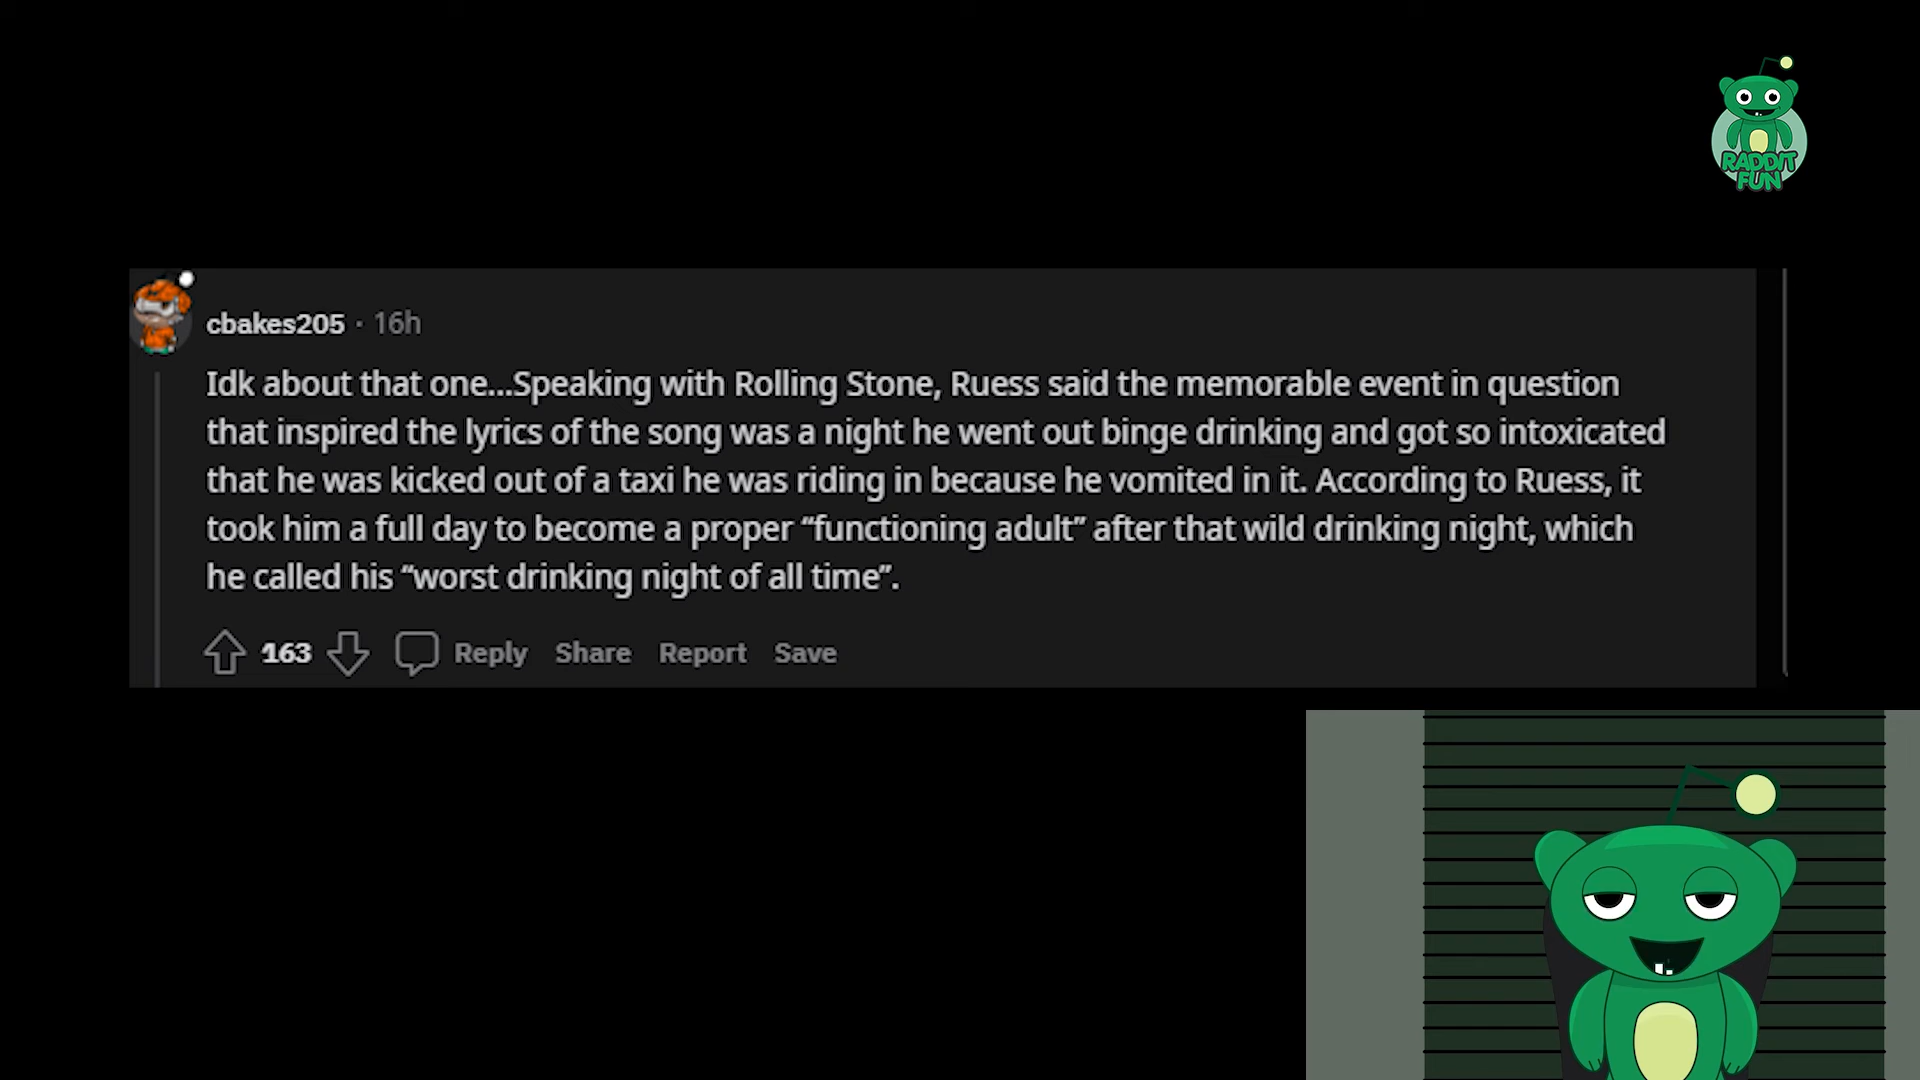 RADDIT
FUN
cbakes205 · 16h
Idk about that one...Speaking with Rolling Stone, Ruess said the memorable event in question
that inspired the lyrics of the song was a night he went out binge drinking and got so intoxicated
that he was kicked out of a taxi he was riding in because he vomited in it. According to Ruess, it
took him a full day to become a proper “functioning adult” after that wild drinking night, which
he called his “worst drinking night of all time”.
163 Reply Share Report Save